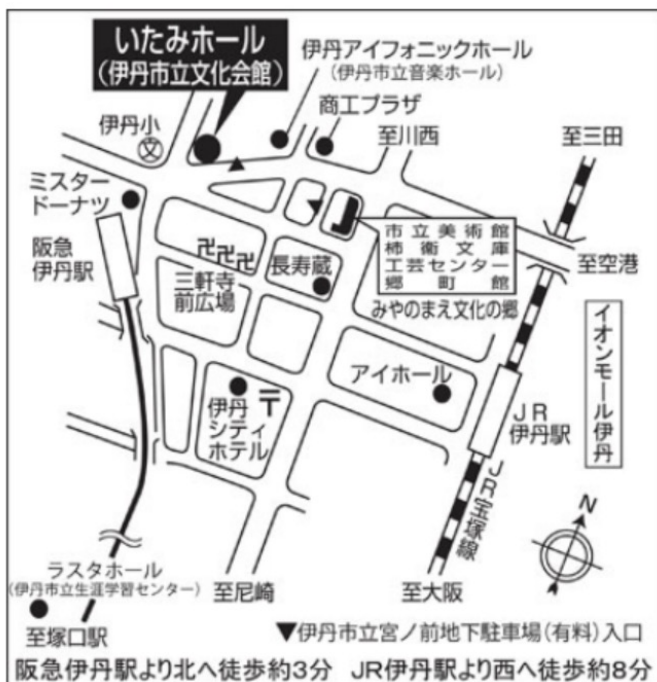 いたみホール
（伊丹市立文化会館）
伊丹アイフォニックホール
（伊丹市立音楽ホール）
商工プラザ
伊丹小
文
至川西
至三田
ミスター
ドーナツ
阪急
伊丹駅
卍卍卍
三軒寺
前広場
長寿蔵
市立美術館
柿衞文庫
工芸センター
郷町館
みやのまえ文化の郷
至空港
イオンモール伊丹
アイホール
伊丹
シティ
ホテル
〒
JR
伊丹駅
JR宝塚線
N
ラスタホール
（伊丹市立生涯学習センター）
至塚口駅
至尼崎
至大阪
▼伊丹市立宮ノ前地下駐車場（有料）入口
阪急伊丹駅より北へ徒歩約3分 JR伊丹駅より西へ徒歩約8分